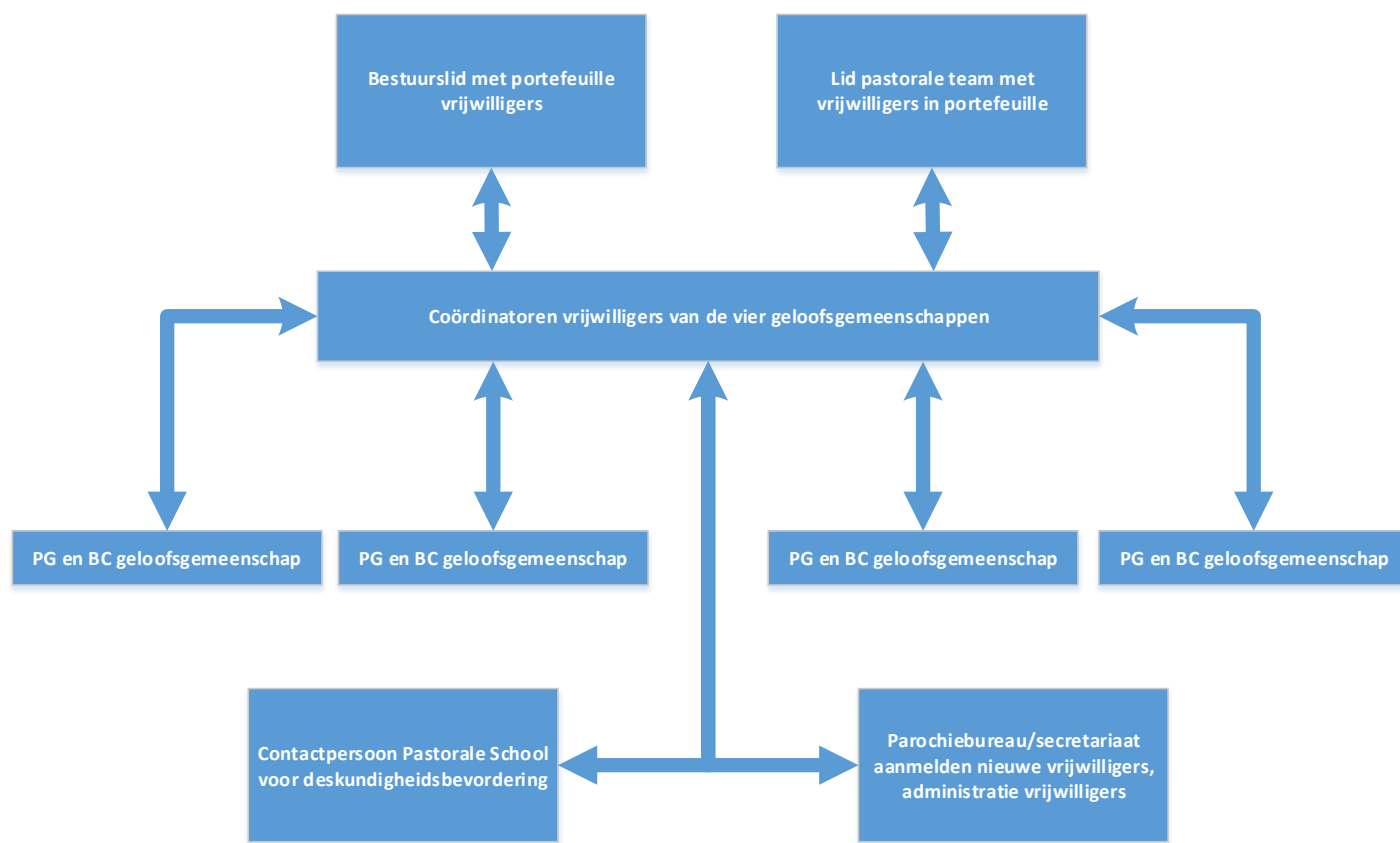 Bestuurslid met portefeuille
vrijwilligers
Lid pastorale team met
vrijwilligers in portefeuille
Coördinatoren vrijwilligers van de vier geloofsgemeenschappen
PG en BC geloofsgemeenschap
PG en BC geloofsgemeenschap
PG en BC geloofsgemeenschap
PG en BC geloofsgemeenschap
Contactpersoon Pastorale School
voor deskundigheidsbevordering
Parochiebureau/secretariaat
aanmelden nieuwe vrijwilligers,
administratie vrijwilligers